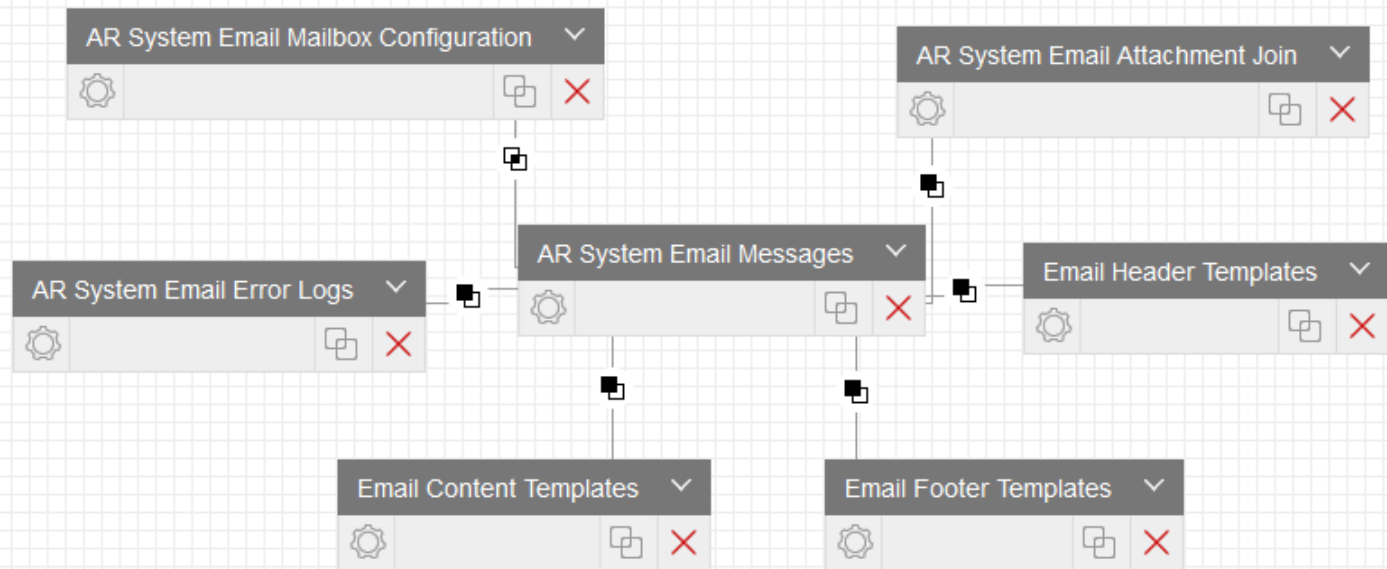 AR System Email Mailbox Configuration
AR System Email Attachment Join
AR System Email Messages
Email Header Templates
AR System Email Error Logs
Email Content Templates
Email Footer Templates